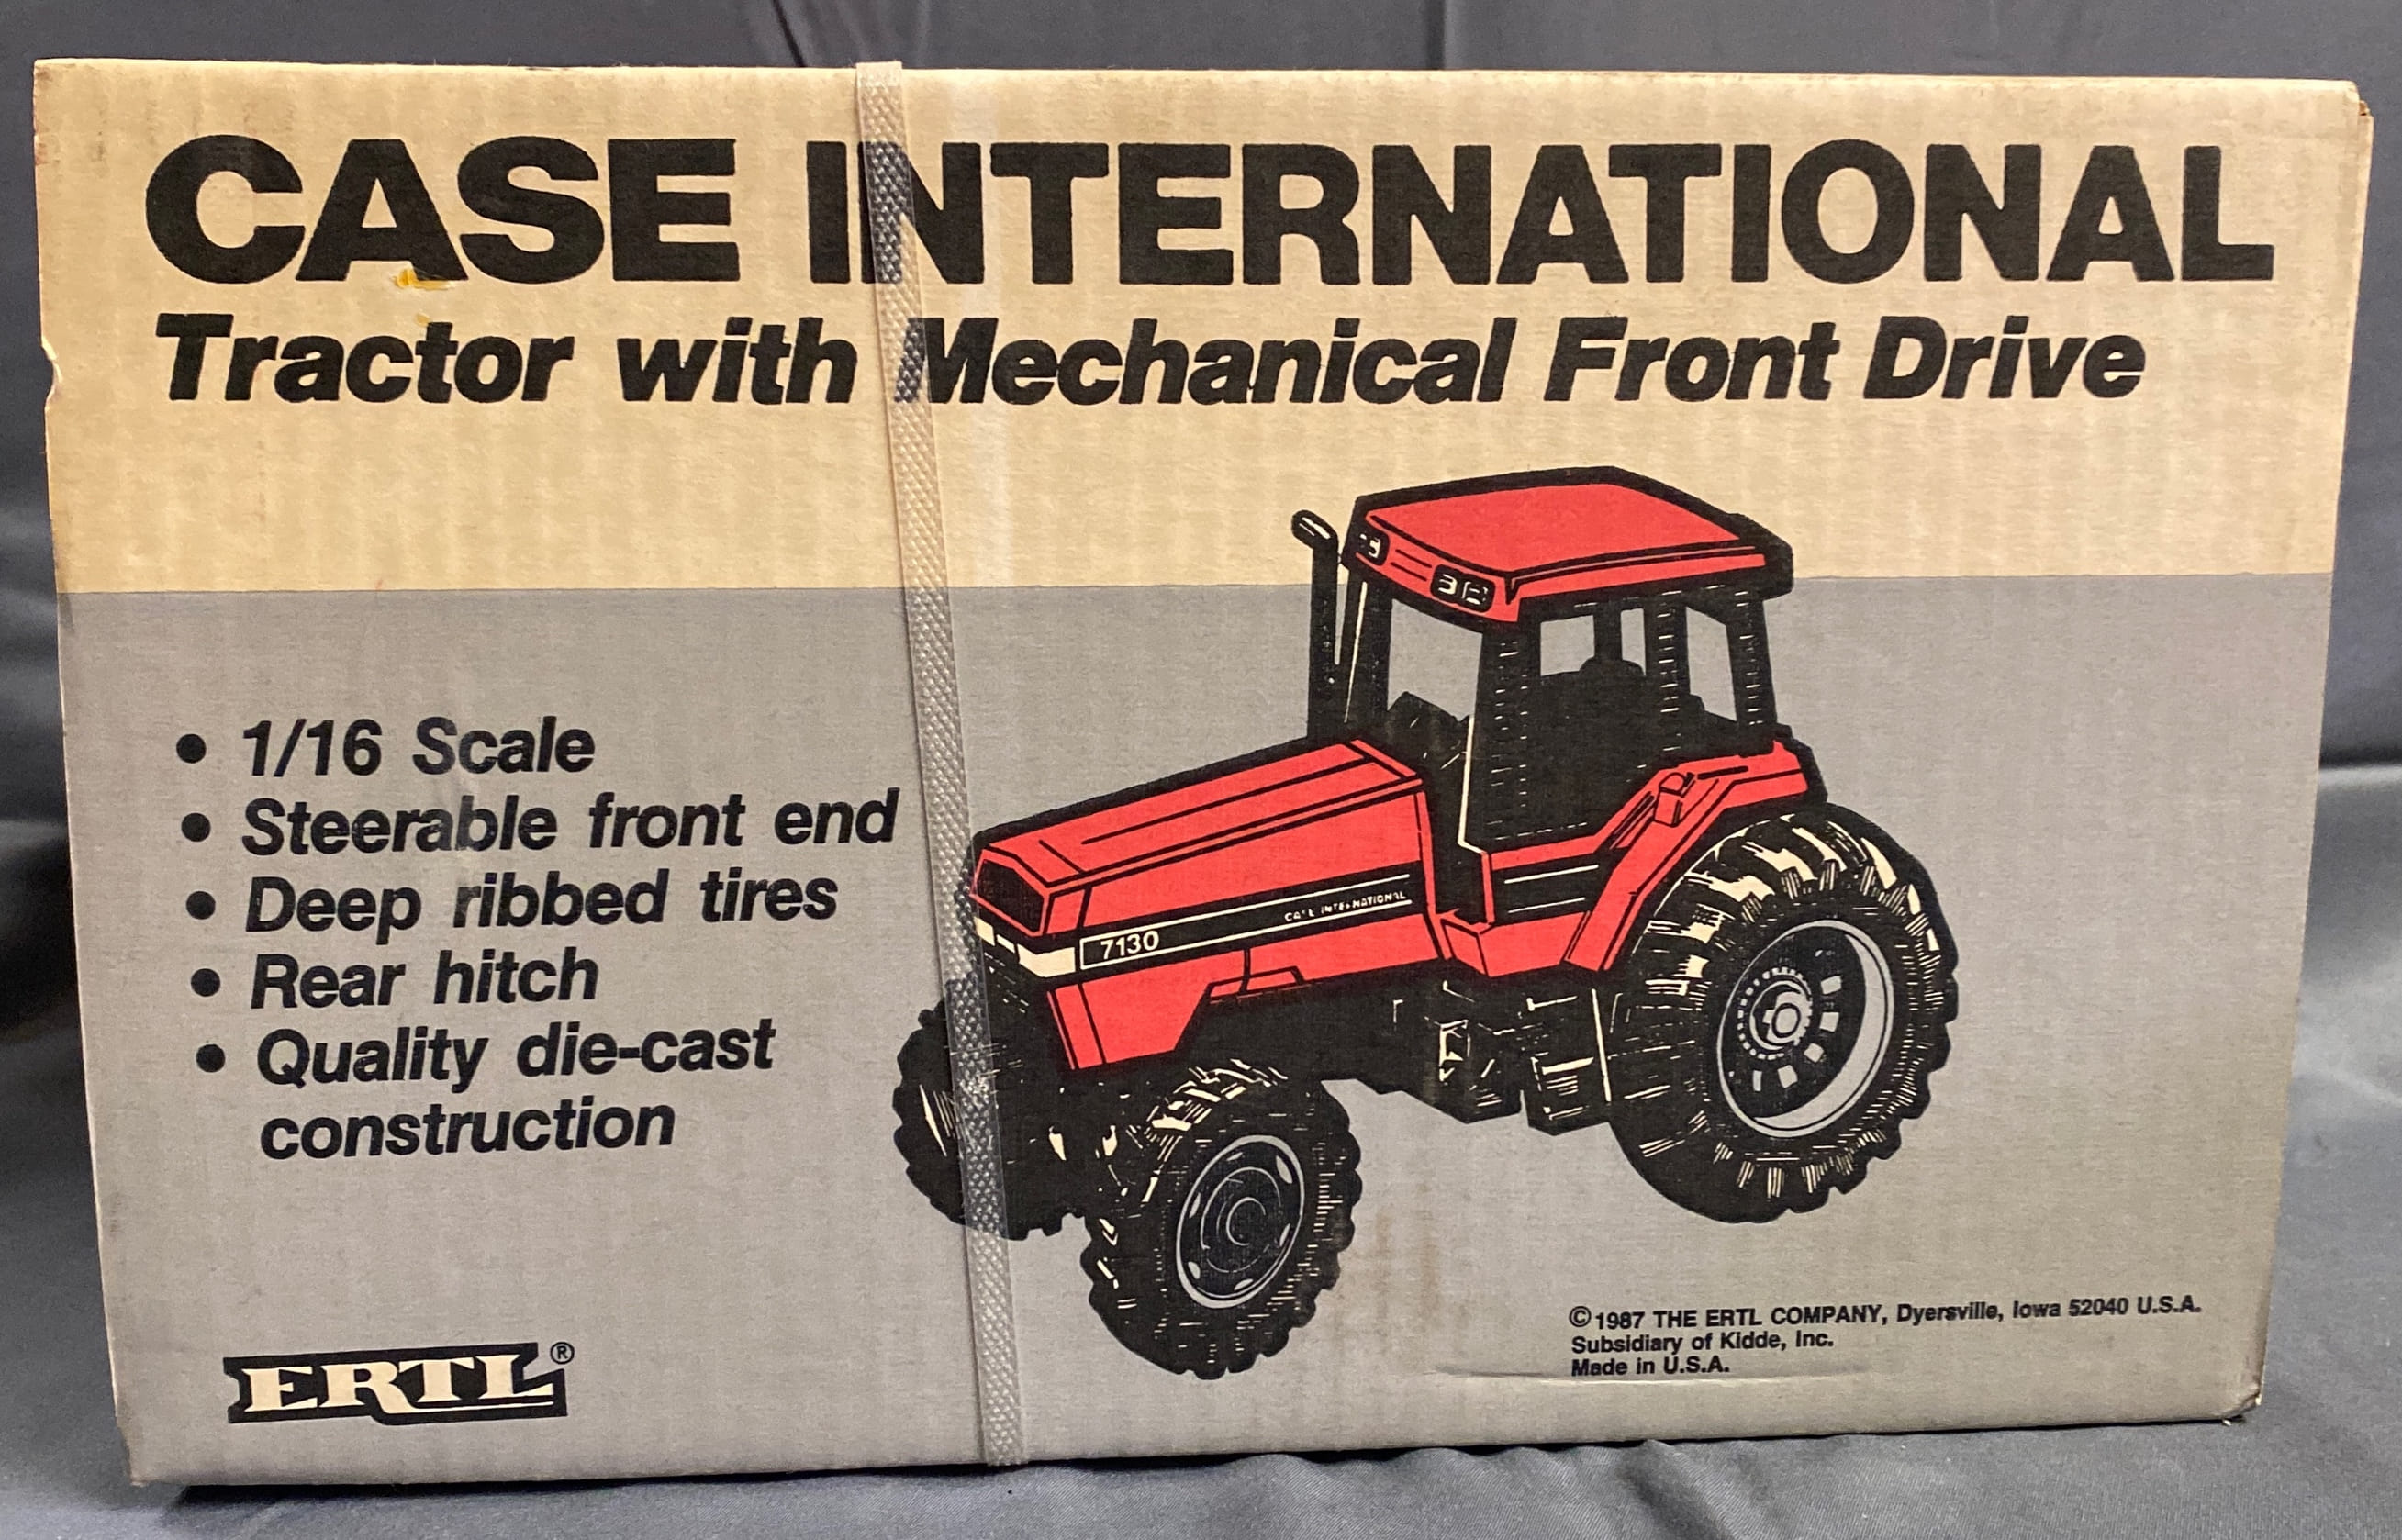 CASE INTERNATIONAL
Tractor with Mechanical Front Drive
• 1/16 Scale
• Steerable front end
• Deep ribbed tires
• Rear hitch
• Quality die-cast
construction
7130
CASE INTERNATIONAL
ERTL®
©1987 THE ERTL COMPANY, Dyersville, Iowa 52040 U.S.A.
Subsidiary of Kidde, Inc.
Made in U.S.A.